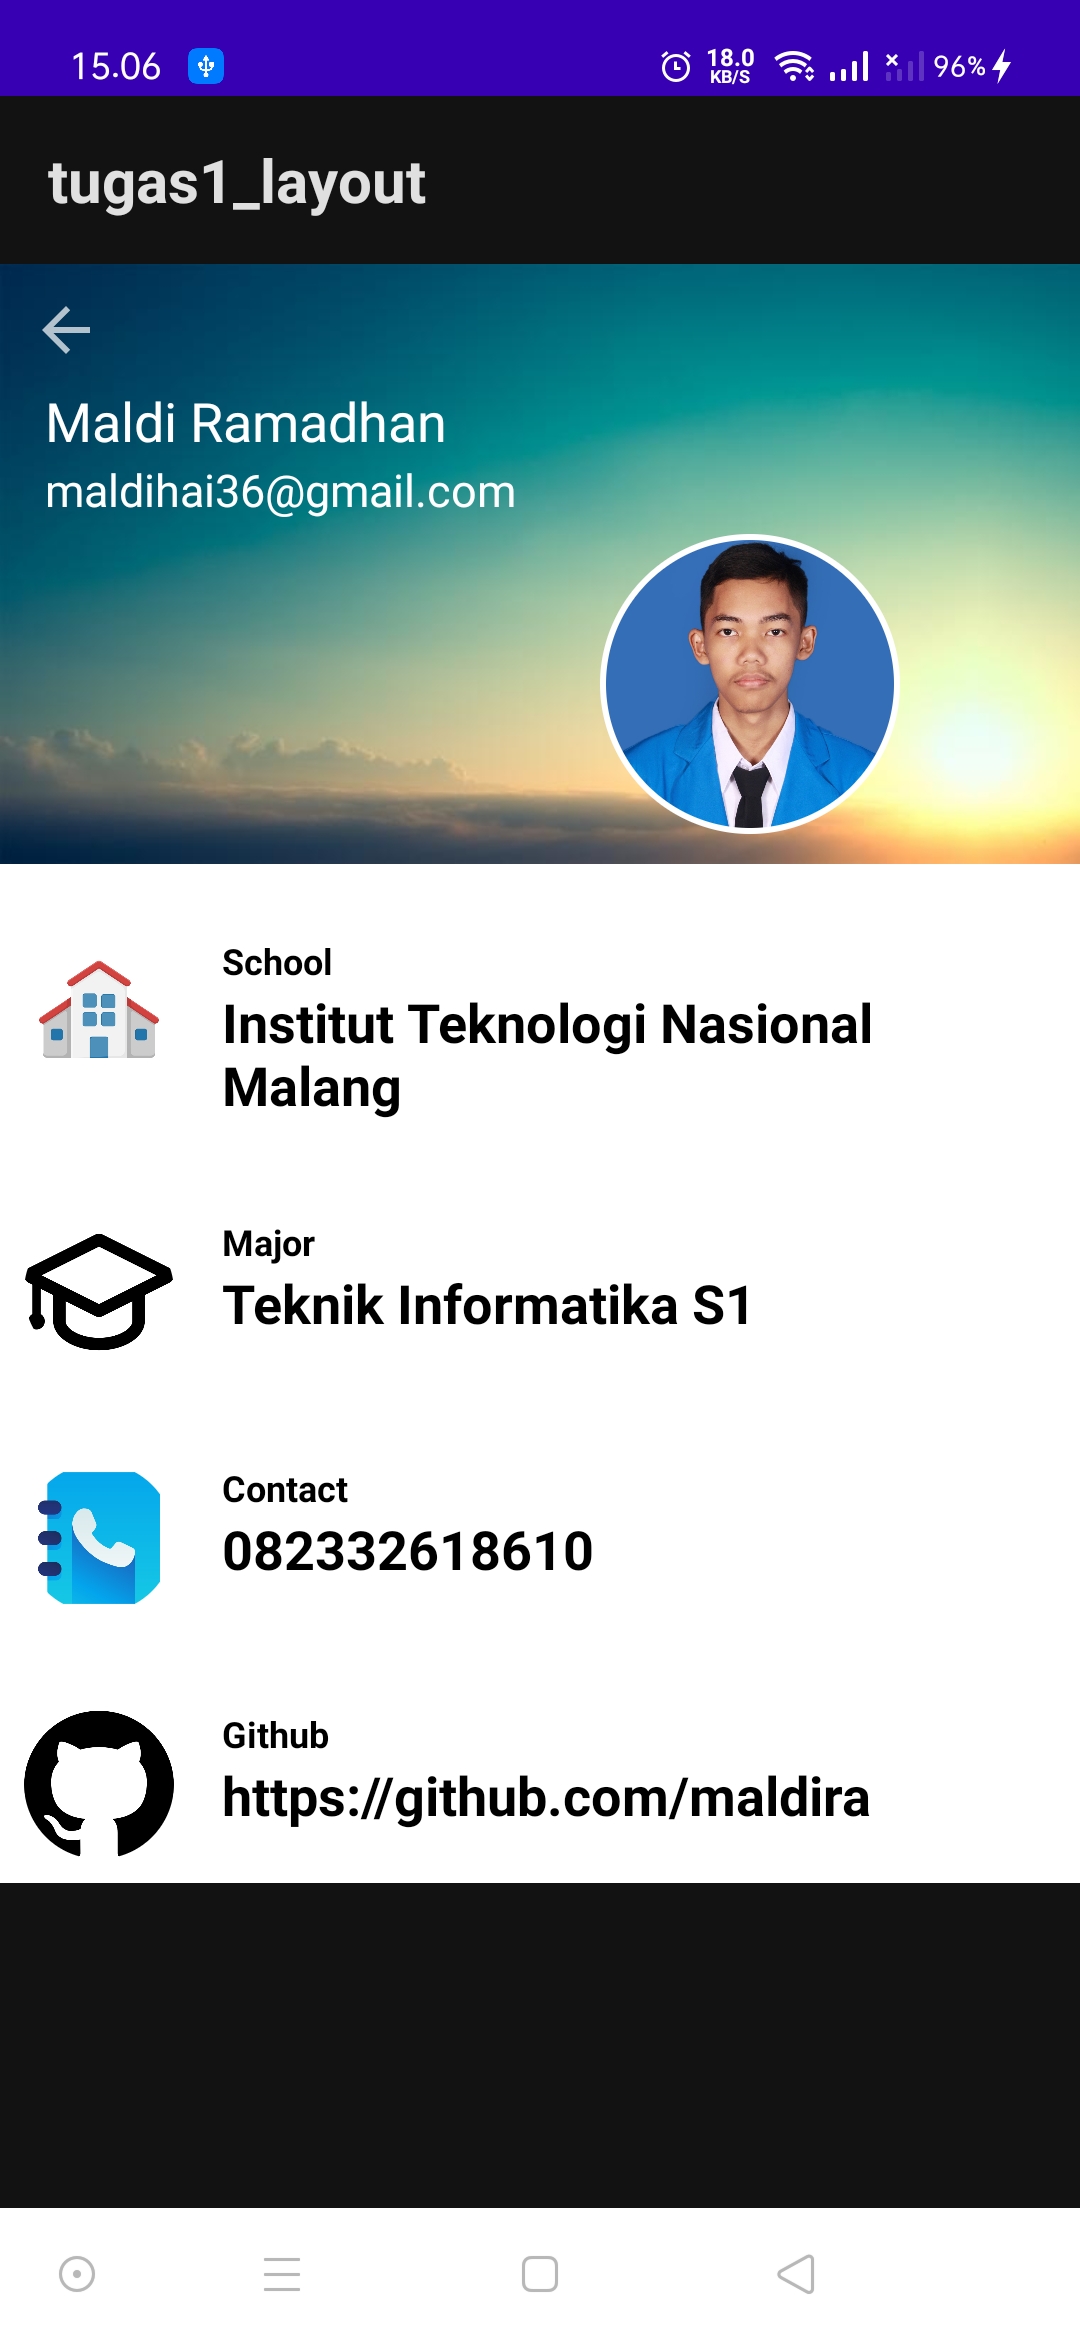 15.06
18.0
KB/S
96%
tugas1_layout
Maldi Ramadhan
maldihai36@gmail.com
School
Institut Teknologi Nasional
Malang
Major
Teknik Informatika S1
Contact
082332618610
Github
https://github.com/maldira